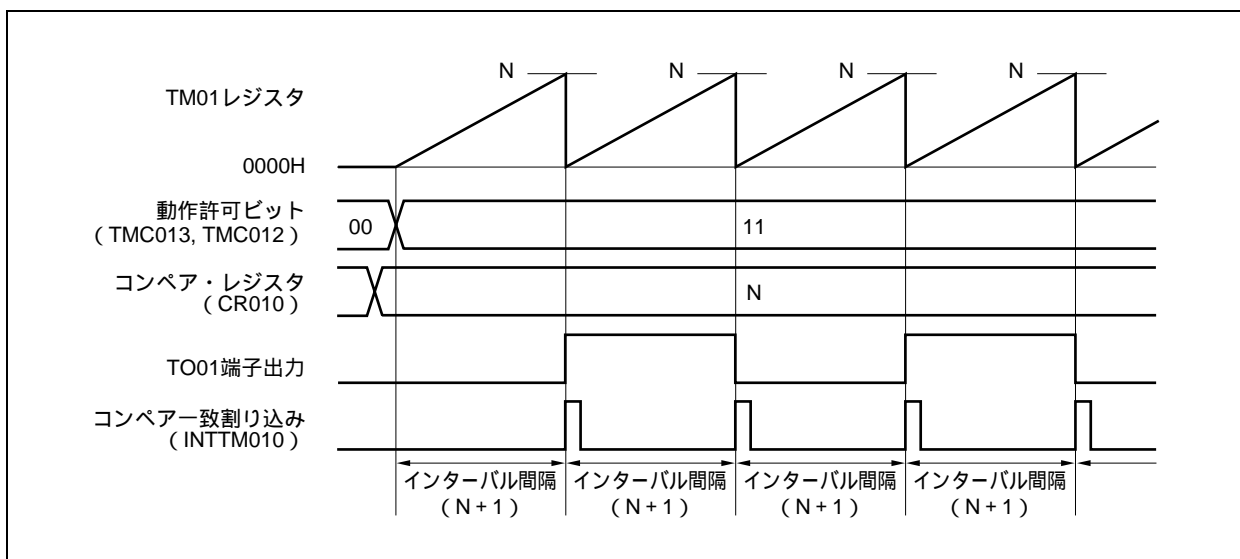 N N N N
TM01レジスタ
0000H
動作許可ビット
(TMC013, TMC012)
00 11
コンペア・レジスタ
(CR010)
N
TO01端子出力
コンペア一致割り込み
(INTTM010)
インターバル間隔 インターバル間隔 インターバル間隔 インターバル間隔
(N+1) (N+1) (N+1) (N+1)